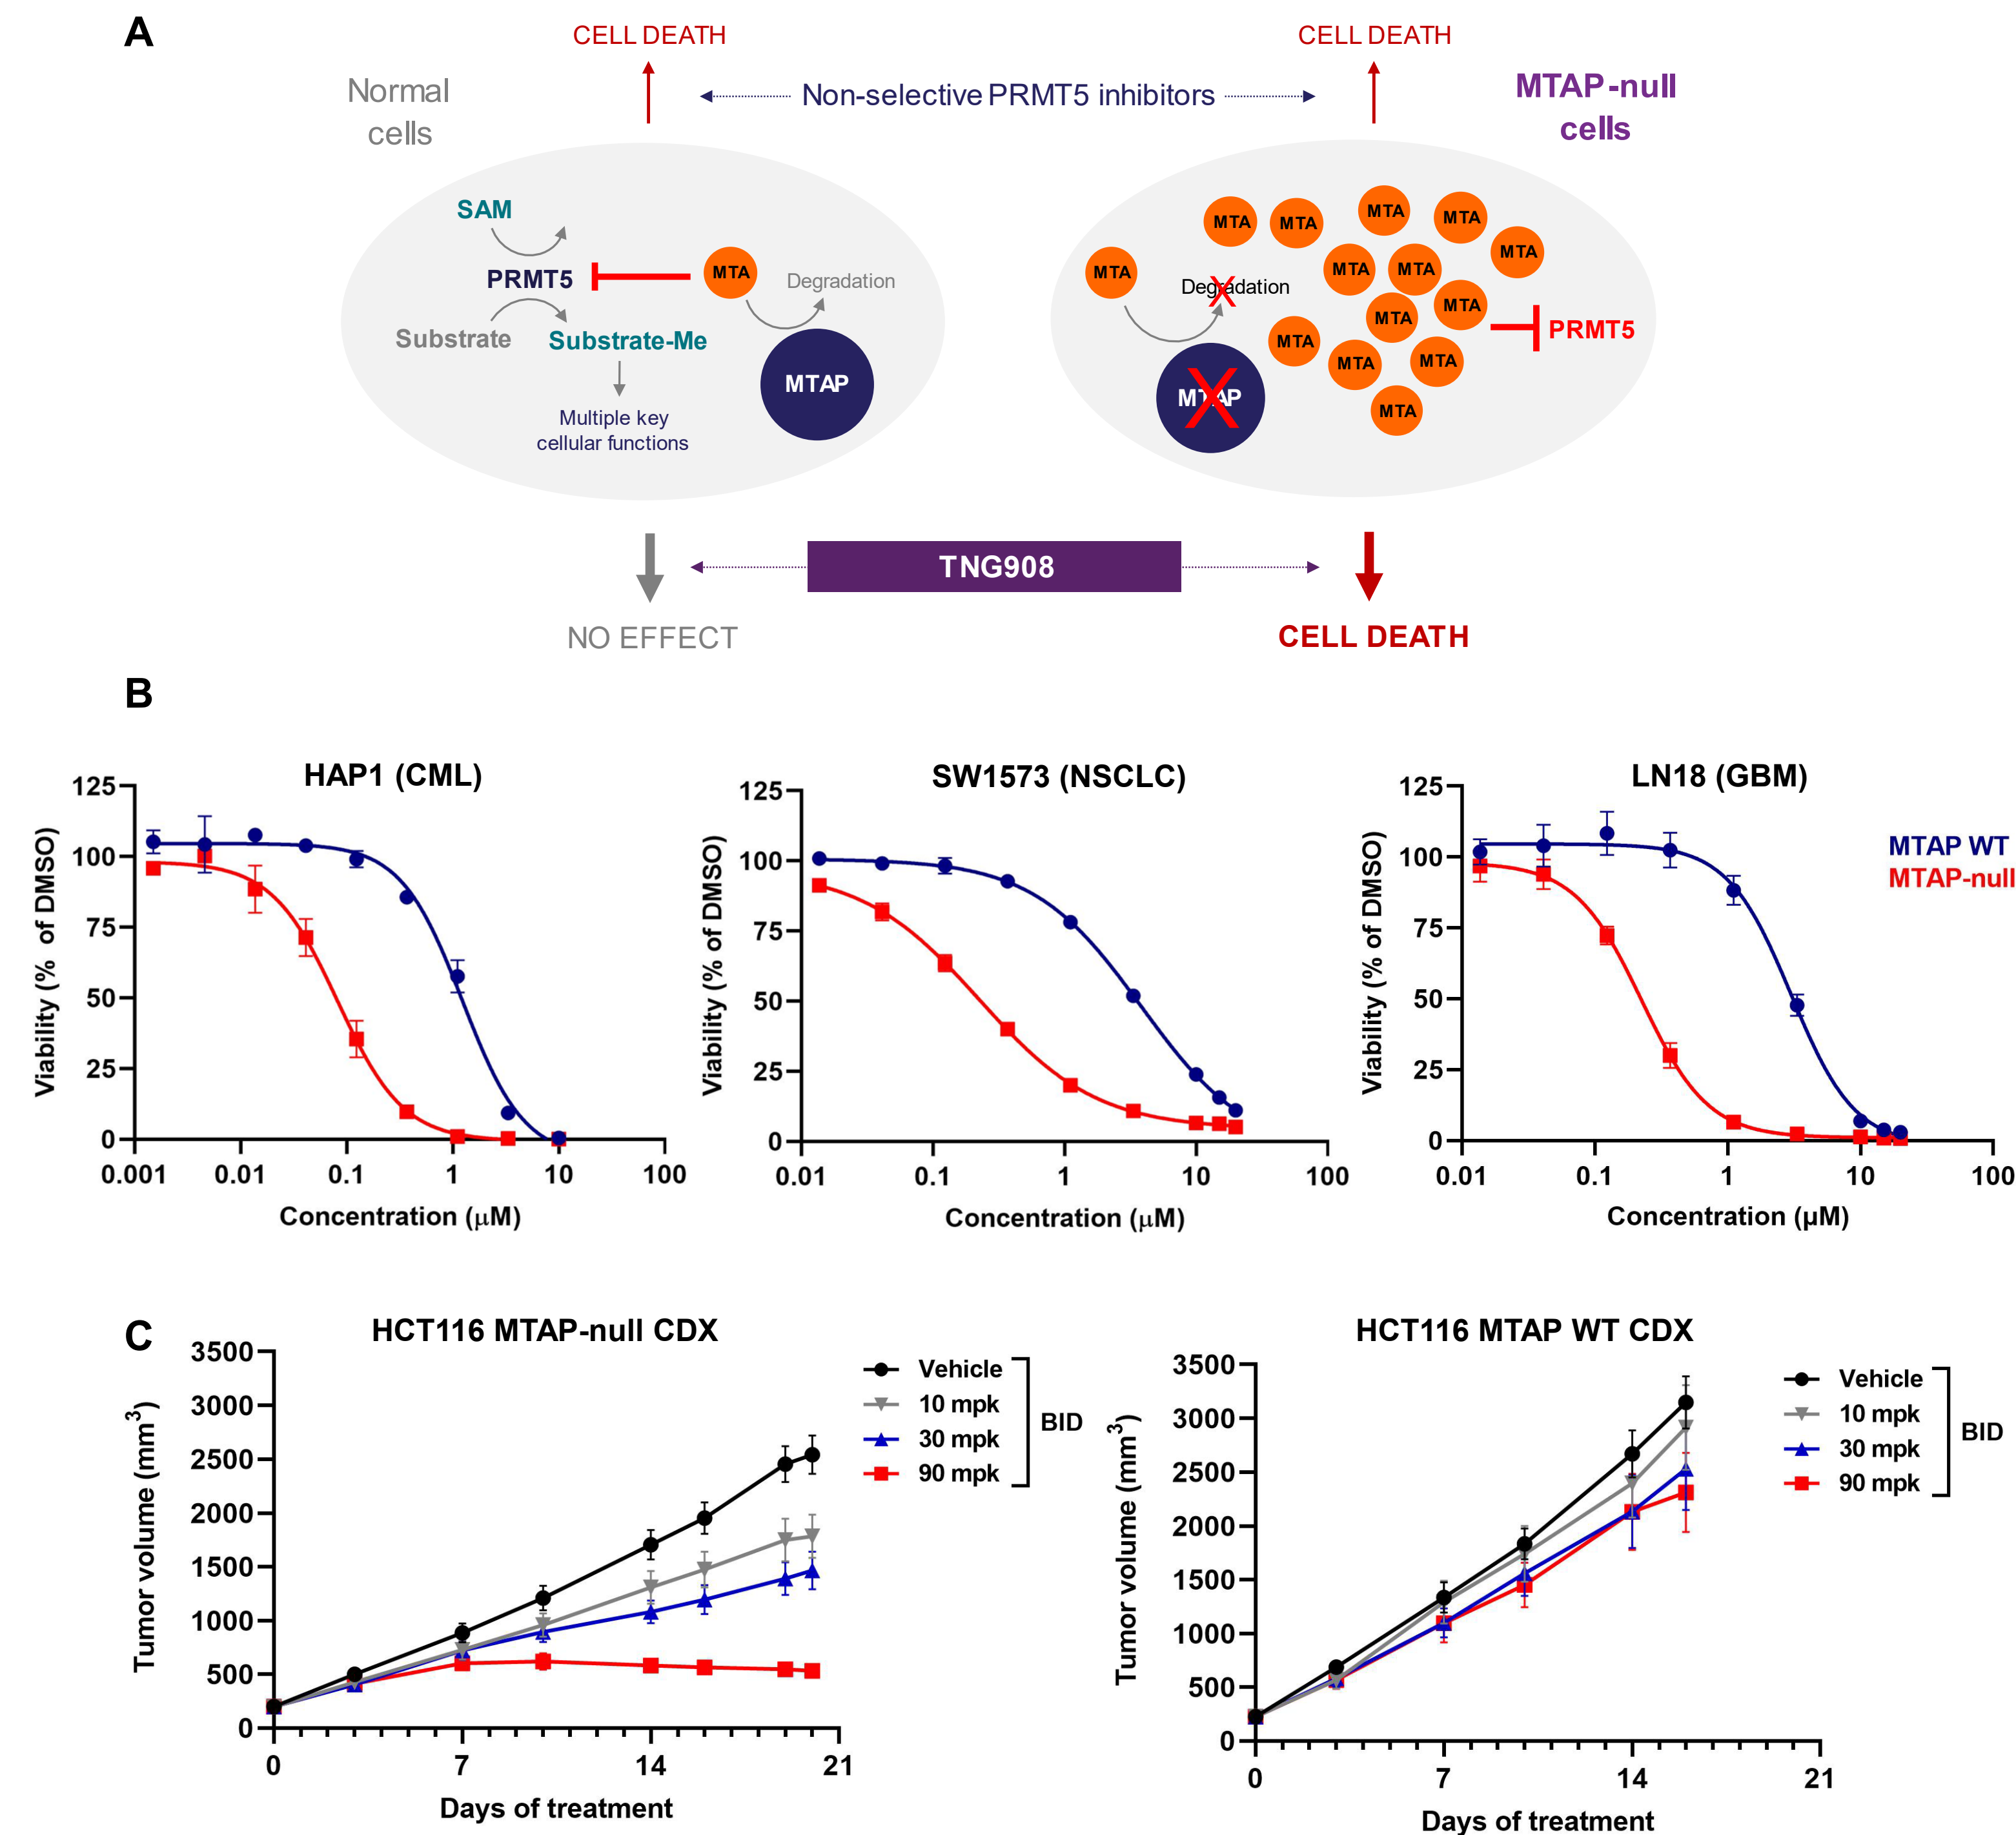 A
CELL DEATH
CELL DEATH
Normal
cells
Non-selective PRMT5 inhibitors
MTAP-null
cells
SAM
PRMT5
MTA
Degradation
Substrate
Substrate-Me
MTAP
Multiple key
cellular functions
MTA
MTA
MTA
MTA
MTA
MTA
MTA
MTA
MTA
MTA
MTA
MTA
MTA
MTA
Degradation
X
MTAP
X
PRMT5
TNG908
NO EFFECT
CELL DEATH
B
HAP1 (CML)
125
100
75
50
25
0
Viability (% of DMSO)
0.001 0.01 0.1 1 10 100
Concentration (μM)
SW1573 (NSCLC)
125
100
75
50
25
0
Viability (% of DMSO)
0.01 0.1 1 10 100
Concentration (μM)
LN18 (GBM)
125
100
75
50
25
0
Viability (% of DMSO)
0.01 0.1 1 10 100
Concentration (μM)
MTAP WT
MTAP-null
C
HCT116 MTAP-null CDX
3500
3000
2500
2000
1500
1000
500
0
Tumor volume (mm³)
0 7 14 21
Days of treatment
Vehicle
10 mpk
30 mpk
90 mpk
BID
HCT116 MTAP WT CDX
3500
3000
2500
2000
1500
1000
500
0
Tumor volume (mm³)
0 7 14 21
Days of treatment
Vehicle
10 mpk
30 mpk
90 mpk
BID